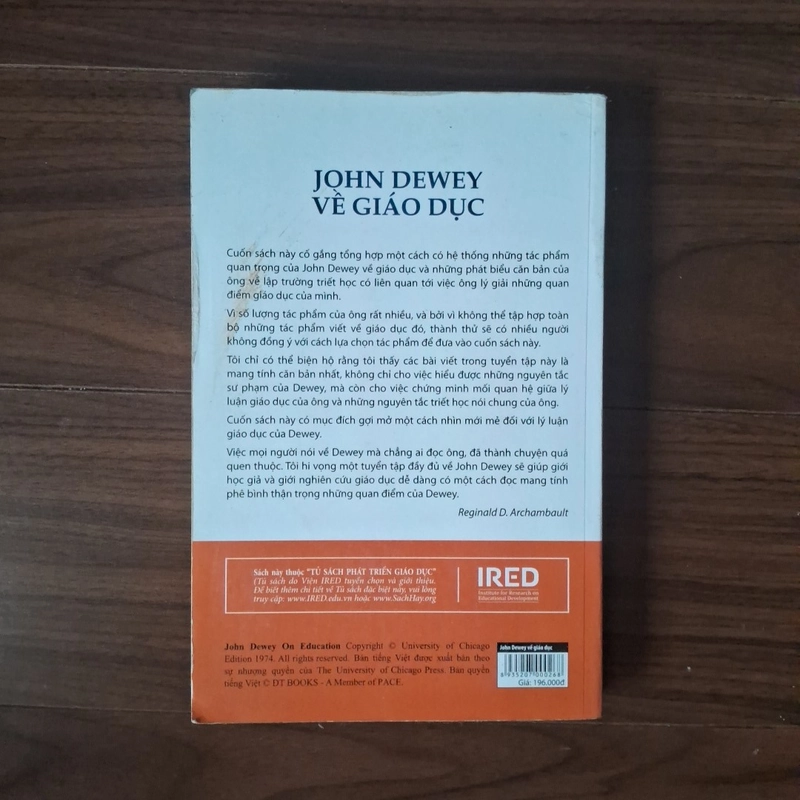 JOHN DEWEY
VỀ GIÁO DỤC
Cuốn sách này cố gắng tổng hợp một cách có hệ thống những tác phẩm
quan trọng của John Dewey về giáo dục và những phát biểu căn bản của
ông về lập trường triết học có liên quan tới việc ông lý giải những quan
điểm giáo dục của mình.
Vì số lượng tác phẩm của ông rất nhiều, và bởi vì không thể tập hợp toàn
bộ những tác phẩm viết về giáo dục đó, thành thử sẽ có nhiều người
không đồng ý với cách lựa chọn tác phẩm để đưa vào cuốn sách này.
Tôi chỉ có thể biện hộ rằng tôi thấy các bài viết trong tuyển tập này là
mang tính căn bản nhất, không chỉ cho việc hiểu được những nguyên tắc
sư phạm của Dewey, mà còn cho việc chứng minh mối quan hệ giữa lý
luận giáo dục của ông và những nguyên tắc triết học nói chung của ông.
Cuốn sách này có mục đích gợi mở một cách nhìn mới mẻ đối với lý luận
giáo dục của Dewey.
Việc mọi người nói về Dewey mà chẳng ai đọc ông, đã thành chuyện quá
quen thuộc. Tôi hi vọng một tuyển tập đầy đủ về John Dewey sẽ giúp giới
học giả và giới nghiên cứu giáo dục dễ dàng có một cách đọc mang tính
phê bình thận trọng những quan điểm của Dewey.
Reginald D. Archambault
Sách này thuộc "TỦ SÁCH PHÁT TRIỂN GIÁO DỤC"
(Tủ sách do Viện IRED tuyển chọn và giới thiệu.
Để biết thêm chi tiết về Tủ sách đặc biệt này, vui lòng
truy cập: www.IRED.edu.vn hoặc www.SachHay.org
IRED
Institute for Research on
Educational Development
John Dewey On Education Copyright © University of Chicago
Edition 1974. All rights reserved. Bản tiếng Việt được xuất bản theo
sự nhượng quyền của The University of Chicago Press. Bản quyền
tiếng Việt © DT BOOKS - A Member of PACE.
John Dewey về giáo dục
8 935207 000268
Giá: 196.000đ